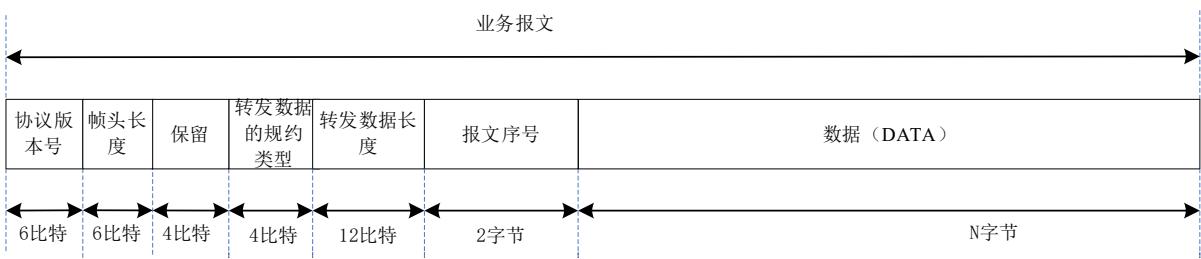 业务报文
协议版
本号
帧头长
度
保留
转发数据
的规约
类型
转发数据长
度
报文序号
数据（DATA）
6比特
6比特
4比特
4比特
12比特
2字节
N字节